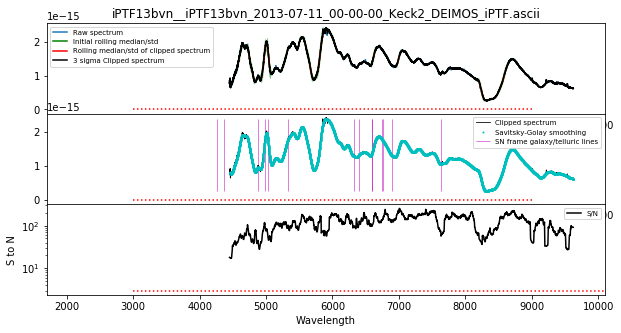 iPTF13bvn__iPTF13bvn_2013-07-11_00-00-00_Keck2_DEIMOS_iPTF.ascii
1e−15
2
1
0
Raw spectrum
Initial rolling median/std
Rolling median/std of clipped spectrum
3 sigma Clipped spectrum
1e−15
2
1
0
Clipped spectrum
Savitsky-Golay smoothing
SN frame galaxy/telluric lines
S to N
10²
10¹
S/N
2000 3000 4000 5000 6000 7000 8000 9000 10000
Wavelength